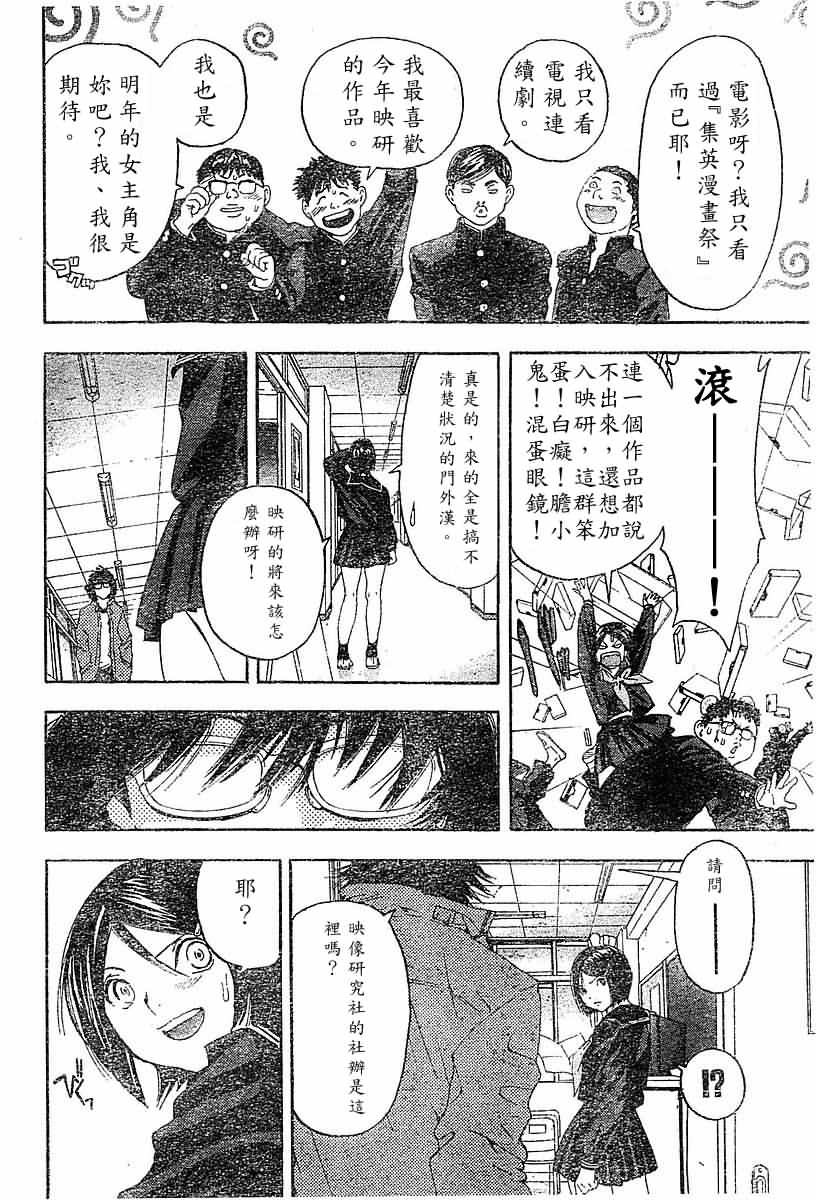 電影呀？我只看
過『集英漫畫祭』
而已耶！
我只看
電視連
續劇。
我最喜歡
今年映研
的作品。
我也是
明年的女主角是
妳吧？我、我很
期待。
滾———！
連一個作品都說
不出來，還想加
入映研，這群笨
蛋！白癡！膽小
鬼！混蛋眼鏡！
真是的，來的全是搞不
清楚狀況的門外漢。
映研的將來該怎
麼辦呀！
請問——
!?
映像研究社的社辦是這
裡嗎？
耶？